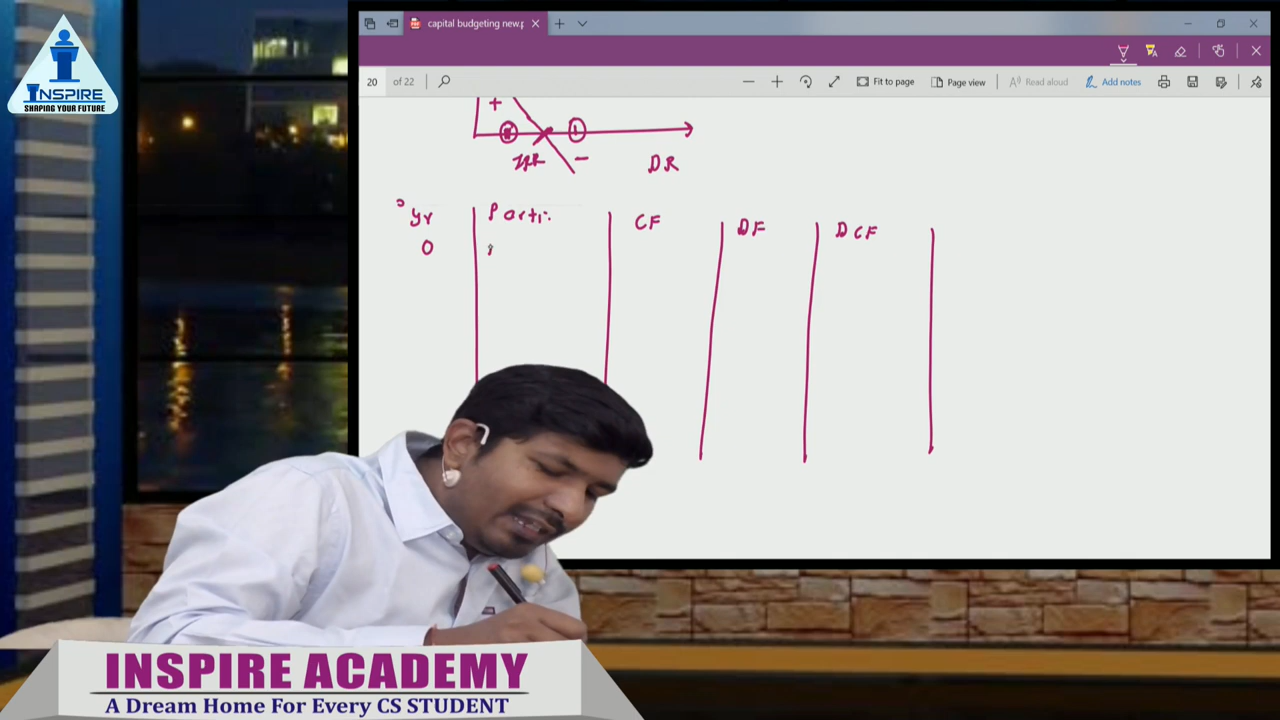 INSPIRE
SHAPING YOUR FUTURE
capital budgeting new.p
20 of 22
Fit to page
Page view
Read aloud
Add notes
+
IRR
−
DR
Yr Parti: CF DF DCF
0
INSPIRE ACADEMY
A Dream Home For Every CS STUDENT